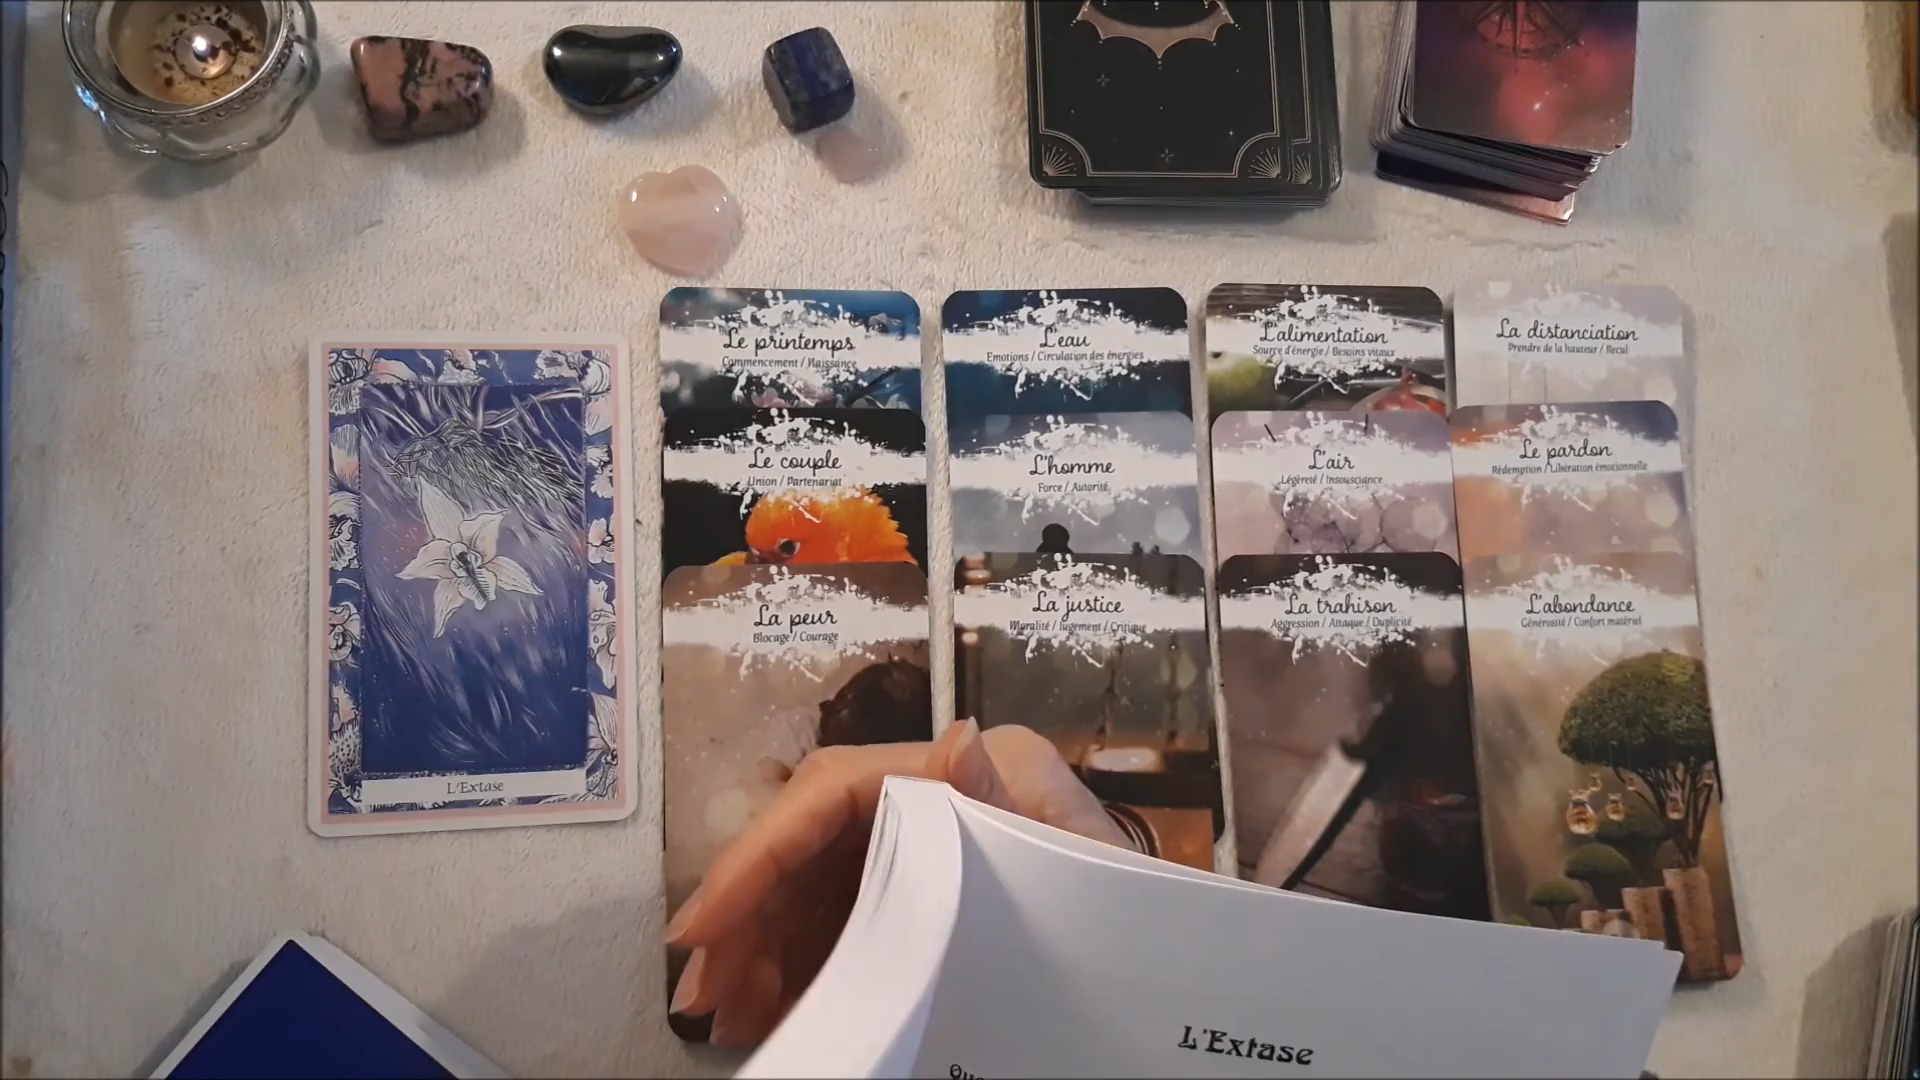 Le printemps
Commencement / Naissance
L'eau
Emotions / Circulation des énergies
L'alimentation
Source d'énergie / Besoins vitaux
La distanciation
Prendre de la hauteur / Recul
Le couple
Union / Partenariat
L'homme
Force / Autorité
L'air
Légèreté / Insousciance
Le pardon
Rédemption / Libération émotionnelle
La peur
Blocage / Courage
La justice
Moralité / Jugement / Critique
La trahison
Aggression / Attaque / Duplicité
L'abondance
Générosité / Confort matériel
L'Extase
L'Extase